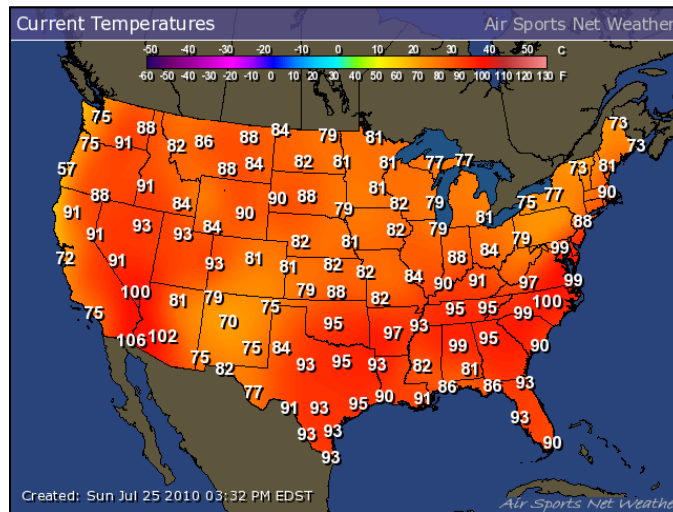 Current Temperatures Air Sports Net Weather
-50 -40 -30 -20 -10 0 10 20 30 40 50 C
-60 -50 -40 -30 -20 -10 0 10 20 30 40 50 60 70 80 90 100 110 120 130 F
75 88 84 79 81 73
75 91 82 86 88 73
57 88 84 82 81 81 77 77 73 81
88 91 84 90 90 88 81 82 79 75 77 90
91 93 93 84 79 82 79 81 88
91 82 81 79 99
72 91 93 81 81 82 82 84 88 84
100 81 79 79 88 82 90 91 97 99
75 70 75 95 97 93 95 95 99 100
106 102 75 75 84 99 95 90
82 93 95 93 82 81
77 91 93 95 90 91 86 86 93
93 93 93
93 90
Created: Sun Jul 25 2010 03:32 PM EDST Air Sports Net Weather